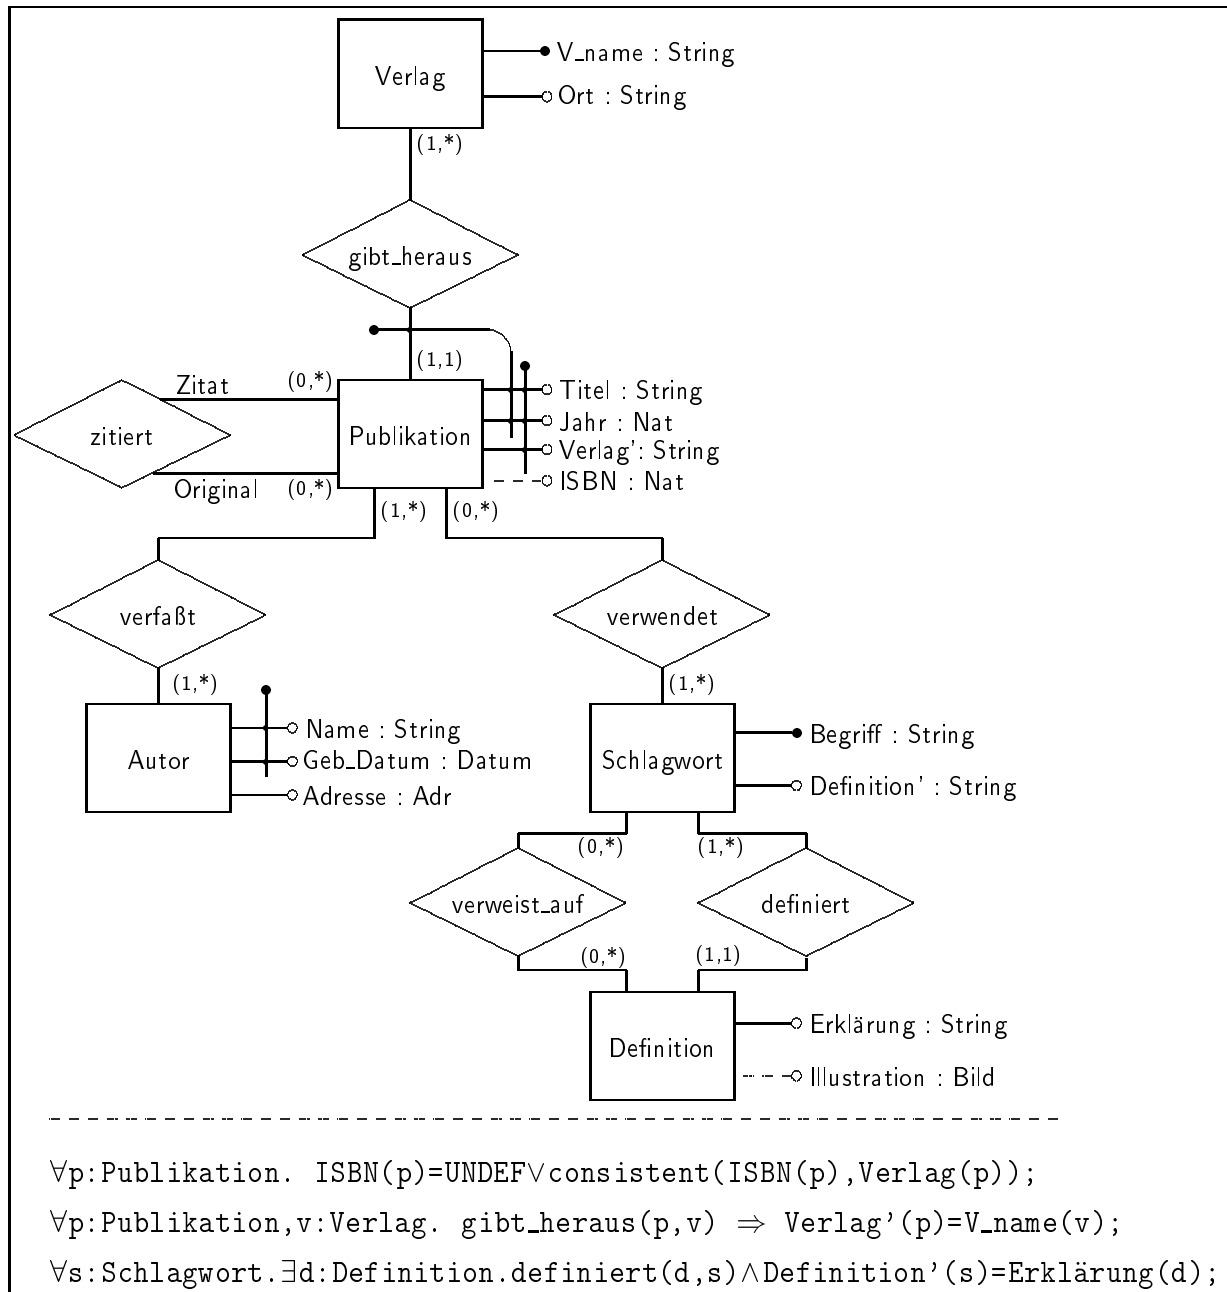 V_name : String
Verlag
Ort : String
(1,*)
gibt_heraus
(1,1)
Zitat
(0,*)
Titel : String
Jahr : Nat
zitiert
Publikation
Verlag': String
ISBN : Nat
Original
(0,*)
(1,*)
(0,*)
verfaßt
verwendet
(1,*)
(1,*)
Name : String
Begriff : String
Autor
Geb_Datum : Datum
Schlagwort
Adresse : Adr
Definition' : String
(0,*)
(1,*)
verweist_auf
definiert
(0,*)
(1,1)
Erklärung : String
Definition
Illustration : Bild
∀p:Publikation. ISBN(p)=UNDEF∨consistent(ISBN(p),Verlag(p));
∀p:Publikation,v:Verlag. gibt_heraus(p,v) ⇒ Verlag'(p)=V_name(v);
∀s:Schlagwort.∃d:Definition.definiert(d,s)∧Definition'(s)=Erklärung(d);